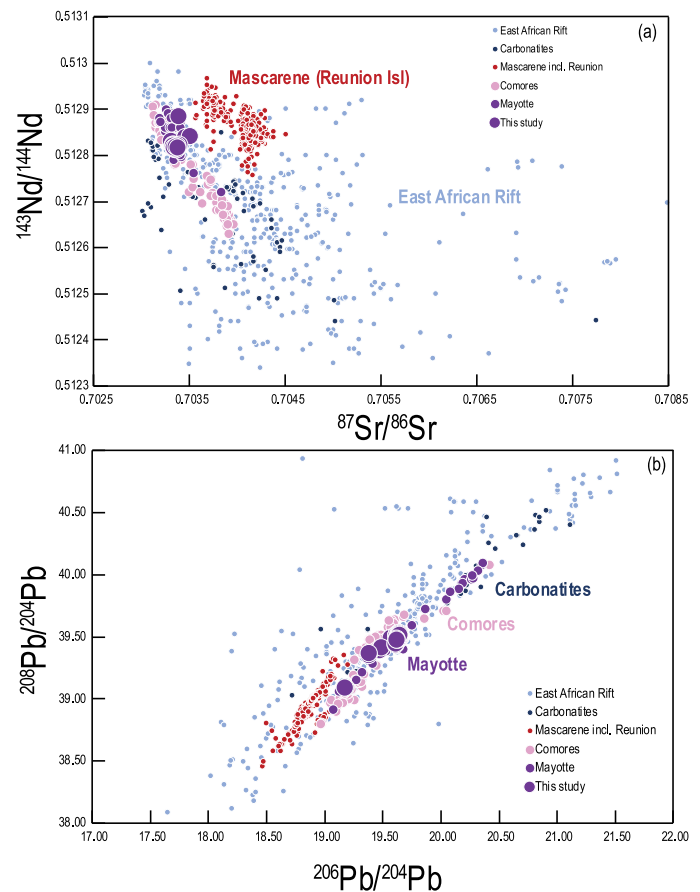 (a)
East African Rift
Carbonatites
Mascarene incl. Reunion
Comores
Mayotte
This study
Mascarene (Reunion Isl)
East African Rift
0.5131
0.513
0.5129
0.5128
0.5127
0.5126
0.5125
0.5124
0.5123
¹⁴³Nd/¹⁴⁴Nd
0.7025
0.7035
0.7045
0.7055
0.7065
0.7075
0.7085
⁸⁷Sr/⁸⁶Sr
(b)
41.00
40.50
40.00
39.50
39.00
38.50
38.00
²⁰⁸Pb/²⁰⁴Pb
Carbonatites
Comores
Mayotte
East African Rift
Carbonatites
Mascarene incl. Reunion
Comores
Mayotte
This study
17.00 17.50 18.00 18.50 19.00 19.50 20.00 20.50 21.00 21.50 22.00
²⁰⁶Pb/²⁰⁴Pb